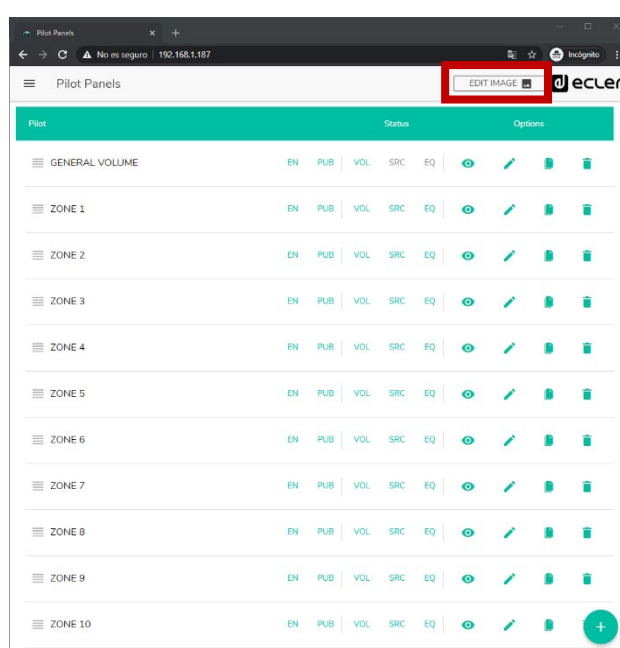 Pilot Panels
No es seguro 192.168.1.187 Incógnito
Pilot Panels EDIT IMAGE ecler
Pilot Status Options
GENERAL VOLUME EN PUB VOL SRC EQ
ZONE 1 EN PUB VOL SRC EQ
ZONE 2 EN PUB VOL SRC EQ
ZONE 3 EN PUB VOL SRC EQ
ZONE 4 EN PUB VOL SRC EQ
ZONE 5 EN PUB VOL SRC EQ
ZONE 6 EN PUB VOL SRC EQ
ZONE 7 EN PUB VOL SRC EQ
ZONE 8 EN PUB VOL SRC EQ
ZONE 9 EN PUB VOL SRC EQ
ZONE 10 EN PUB VOL SRC EQ